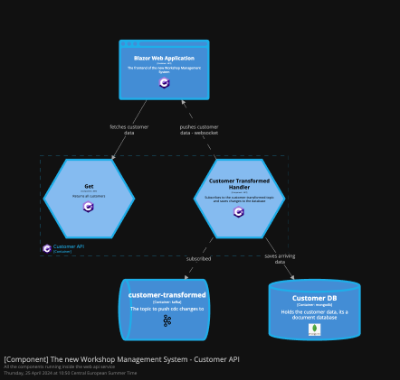 Blazor Web Application
The frontend of the new Workshop Management
System
fetches customer
data
pushes customer
data - websocket
Get
Returns all customers
Customer Transformed
Handler
Subscribes to the customer-transformed topic
and saves changes in the database
Customer API
[Container]
subscribed
saves arriving
data
customer-transformed
[Container: kafka]
The topic to push cdc changes to
Customer DB
[Container: mongodb]
Holds the customer data, its a
document database
[Component] The new Workshop Management System - Customer API
All the components running inside the web api service
Thursday, 25 April 2024 at 15:00 Central European Summer Time